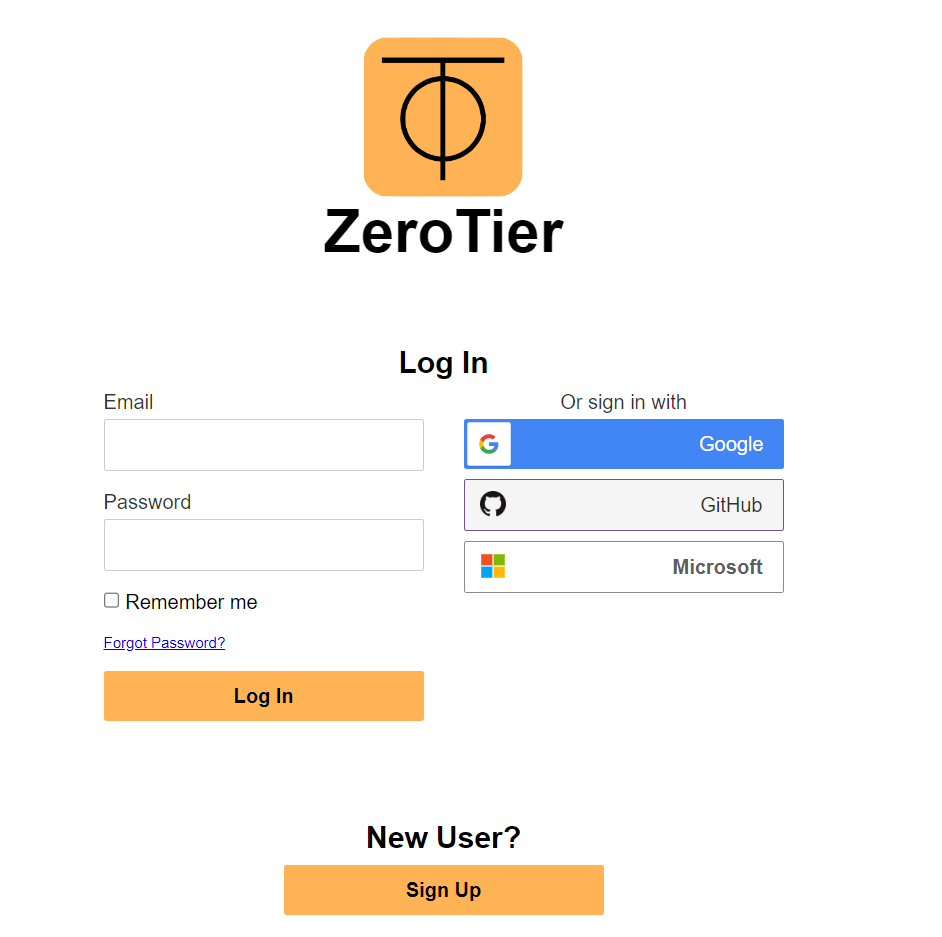 ZeroTier
Log In
Email
Password
Remember me
Forgot Password?
Log In
Or sign in with
Google
GitHub
Microsoft
New User?
Sign Up